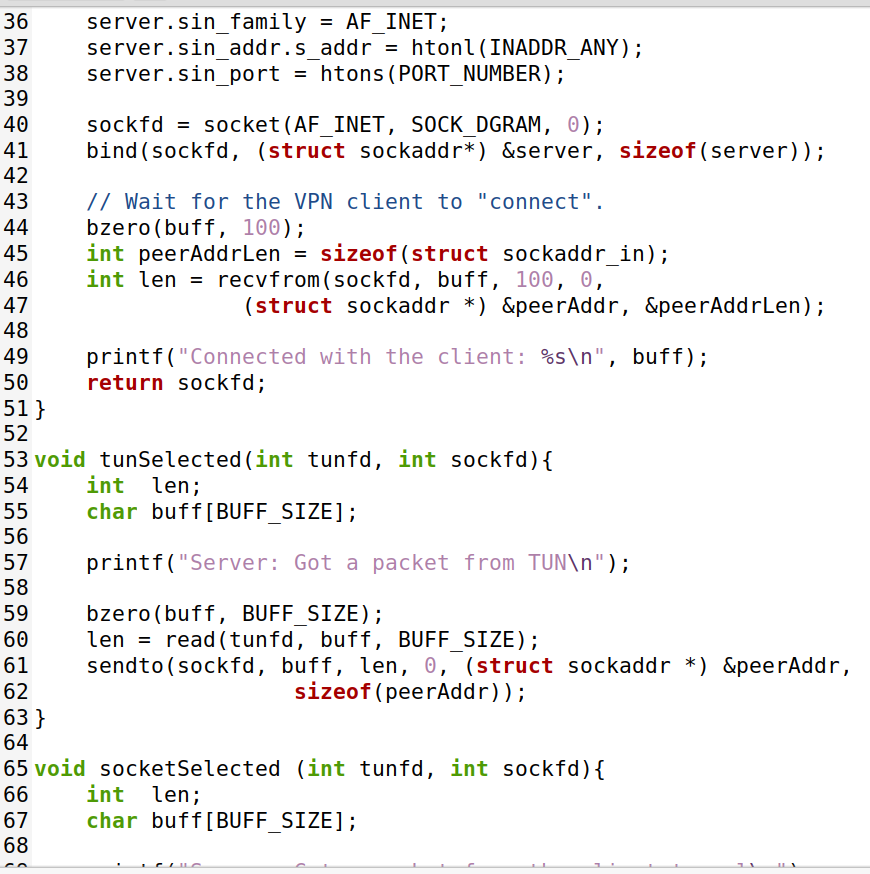 36 server.sin_family = AF_INET;
37 server.sin_addr.s_addr = htonl(INADDR_ANY);
38 server.sin_port = htons(PORT_NUMBER);
39
40 sockfd = socket(AF_INET, SOCK_DGRAM, 0);
41 bind(sockfd, (struct sockaddr*) &server, sizeof(server));
42
43 // Wait for the VPN client to "connect".
44 bzero(buff, 100);
45 int peerAddrLen = sizeof(struct sockaddr_in);
46 int len = recvfrom(sockfd, buff, 100, 0,
47 (struct sockaddr *) &peerAddr, &peerAddrLen);
48
49 printf("Connected with the client: %s\n", buff);
50 return sockfd;
51 }
52
53 void tunSelected(int tunfd, int sockfd){
54 int  len;
55 char buff[BUFF_SIZE];
56
57 printf("Server: Got a packet from TUN\n");
58
59 bzero(buff, BUFF_SIZE);
60 len = read(tunfd, buff, BUFF_SIZE);
61 sendto(sockfd, buff, len, 0, (struct sockaddr *) &peerAddr,
62 sizeof(peerAddr));
63 }
64
65 void socketSelected (int tunfd, int sockfd){
66 int  len;
67 char buff[BUFF_SIZE];
68